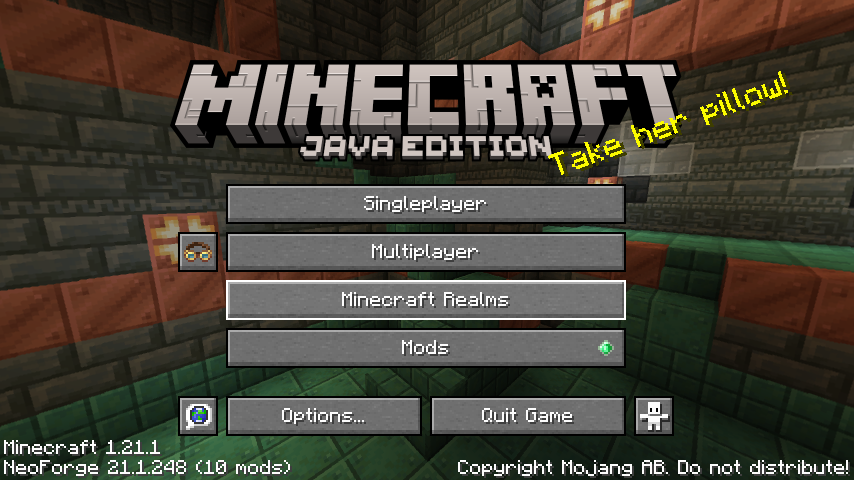 MINECRAFT
JAVA EDITION
Take her pillow!
Singleplayer
Multiplayer
Minecraft Realms
Mods
Options...
Quit Game
Minecraft 1.21.1
NeoForge 21.1.248 (10 mods)
Copyright Mojang AB. Do not distribute!